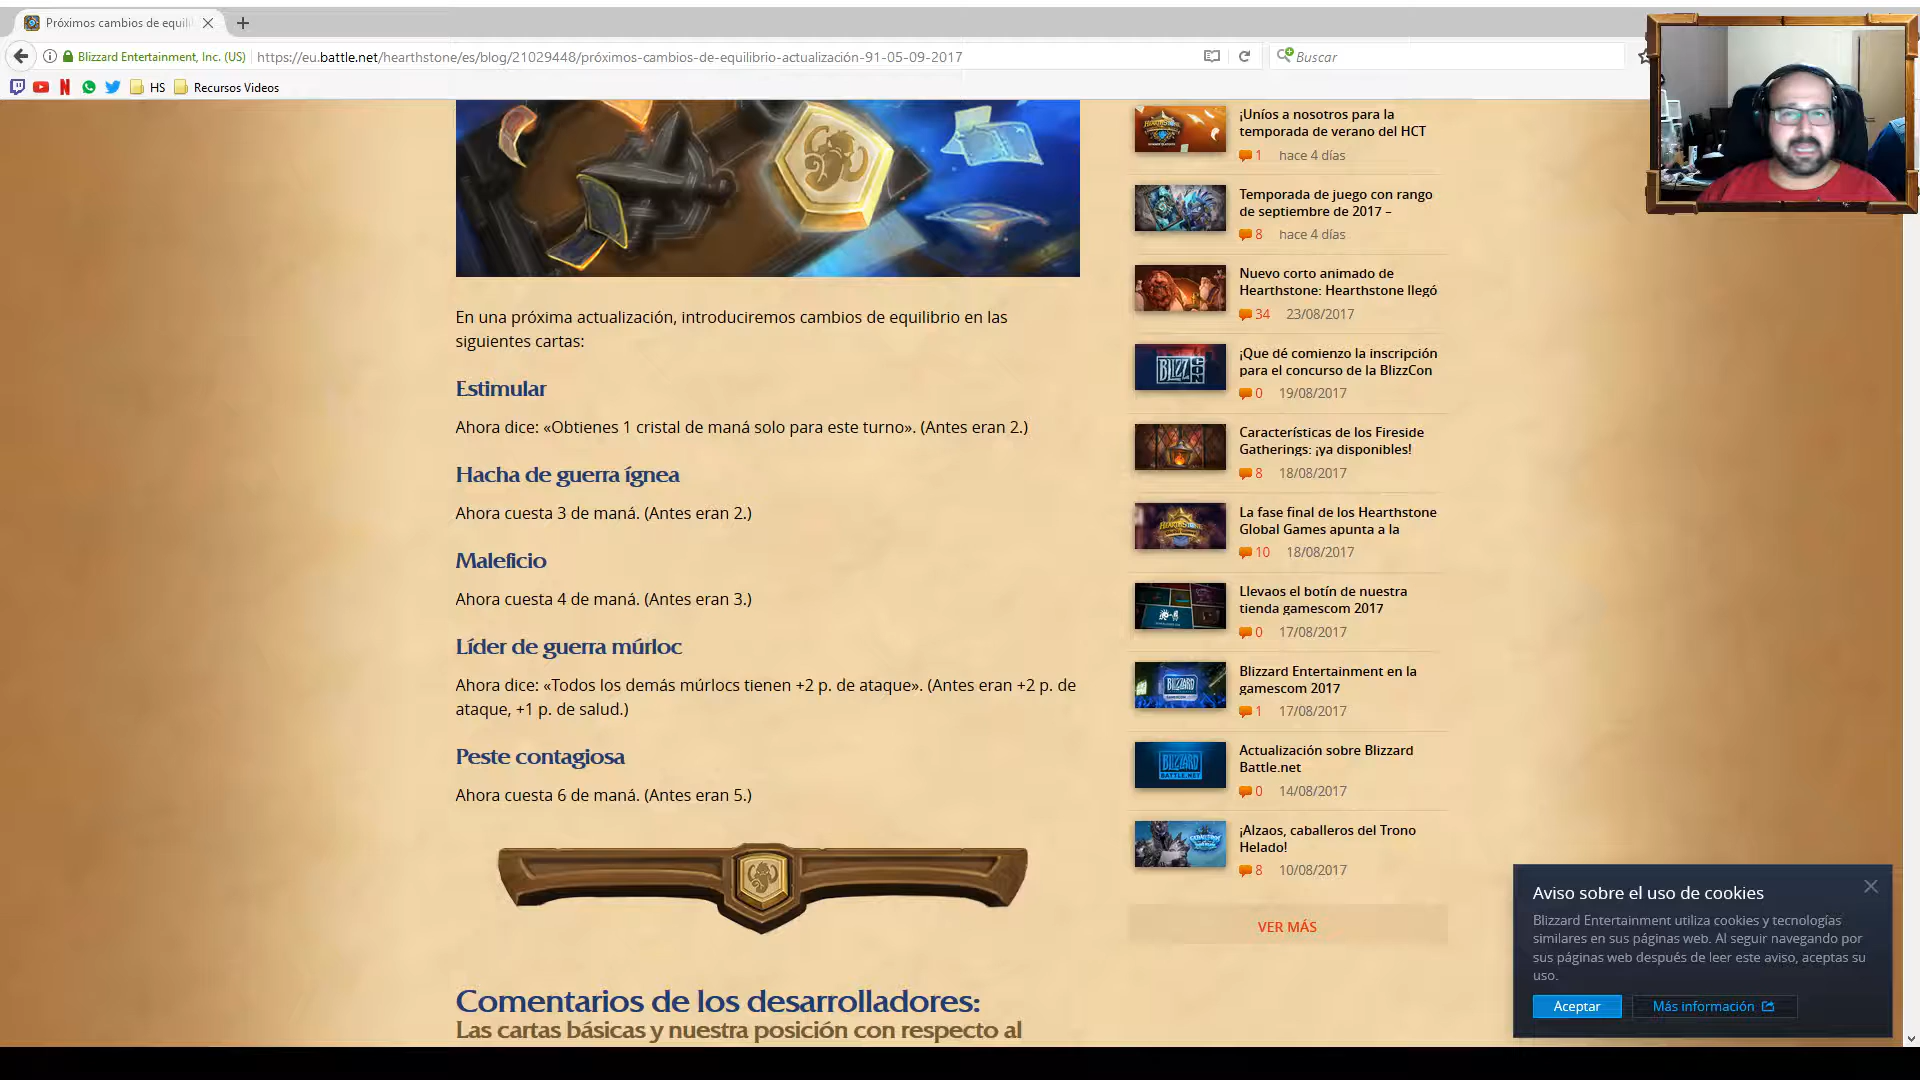 Próximos cambios de equili
Blizzard Entertainment, Inc. (US)
https://eu.battle.net/hearthstone/es/blog/21029448/próximos-cambios-de-equilibrio-actualización-91-05-09-2017
Buscar
HS
Recursos Videos
En una próxima actualización, introduciremos cambios de equilibrio en las
siguientes cartas:
Estimular
Ahora dice: «Obtienes 1 cristal de maná solo para este turno». (Antes eran 2.)
Hacha de guerra ígnea
Ahora cuesta 3 de maná. (Antes eran 2.)
Maleficio
Ahora cuesta 4 de maná. (Antes eran 3.)
Líder de guerra múrloc
Ahora dice: «Todos los demás múrlocs tienen +2 p. de ataque». (Antes eran +2 p. de
ataque, +1 p. de salud.)
Peste contagiosa
Ahora cuesta 6 de maná. (Antes eran 5.)
Comentarios de los desarrolladores:
Las cartas básicas y nuestra posición con respecto al
¡Uníos a nosotros para la
temporada de verano del HCT
1 hace 4 días
Temporada de juego con rango
de septiembre de 2017 –
8 hace 4 días
Nuevo corto animado de
Hearthstone: Hearthstone llegó
34 23/08/2017
¡Que dé comienzo la inscripción
para el concurso de la BlizzCon
0 19/08/2017
Características de los Fireside
Gatherings: ¡ya disponibles!
8 18/08/2017
La fase final de los Hearthstone
Global Games apunta a la
10 18/08/2017
Llevaos el botín de nuestra
tienda gamescom 2017
0 17/08/2017
Blizzard Entertainment en la
gamescom 2017
1 17/08/2017
Actualización sobre Blizzard
Battle.net
0 14/08/2017
¡Alzaos, caballeros del Trono
Helado!
8 10/08/2017
VER MÁS
Aviso sobre el uso de cookies
Blizzard Entertainment utiliza cookies y tecnologías
similares en sus páginas web. Al seguir navegando por
sus páginas web después de leer este aviso, aceptas su
uso.
Aceptar
Más información